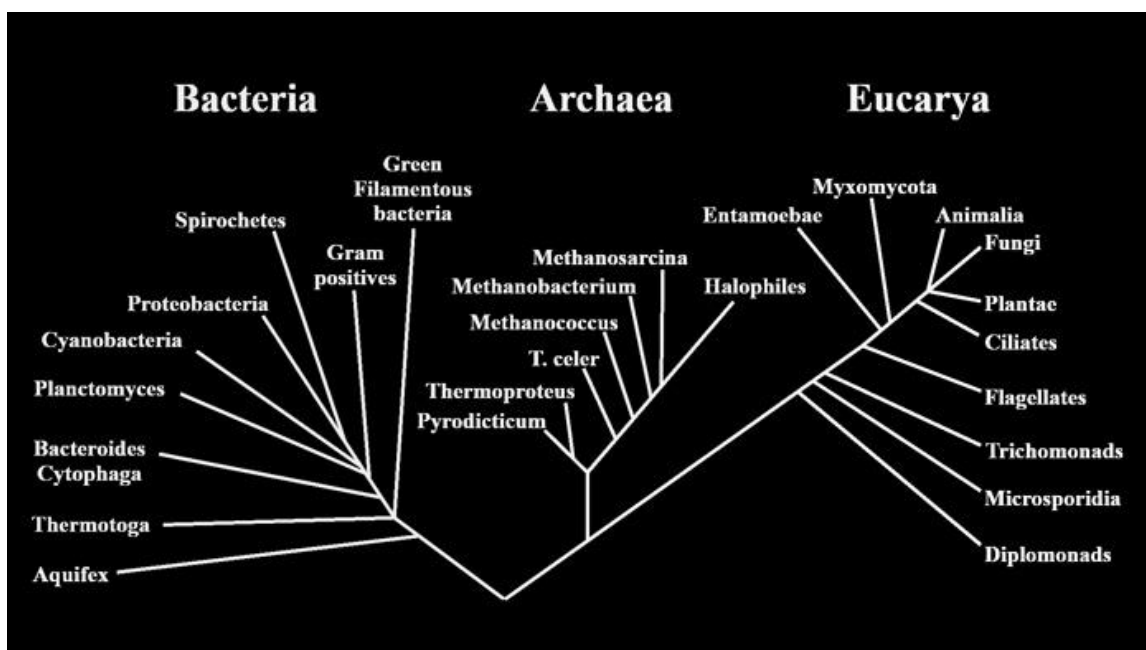 Bacteria
Archaea
Eucarya
Green
Filamentous
bacteria
Spirochetes
Gram
positives
Proteobacteria
Cyanobacteria
Planctomyces
Bacteroides
Cytophaga
Thermotoga
Aquifex
Methanosarcina
Methanobacterium
Halophiles
Methanococcus
T. celer
Thermoproteus
Pyrodicticum
Myxomycota
Entamoebae
Animalia
Fungi
Plantae
Ciliates
Flagellates
Trichomonads
Microsporidia
Diplomonads